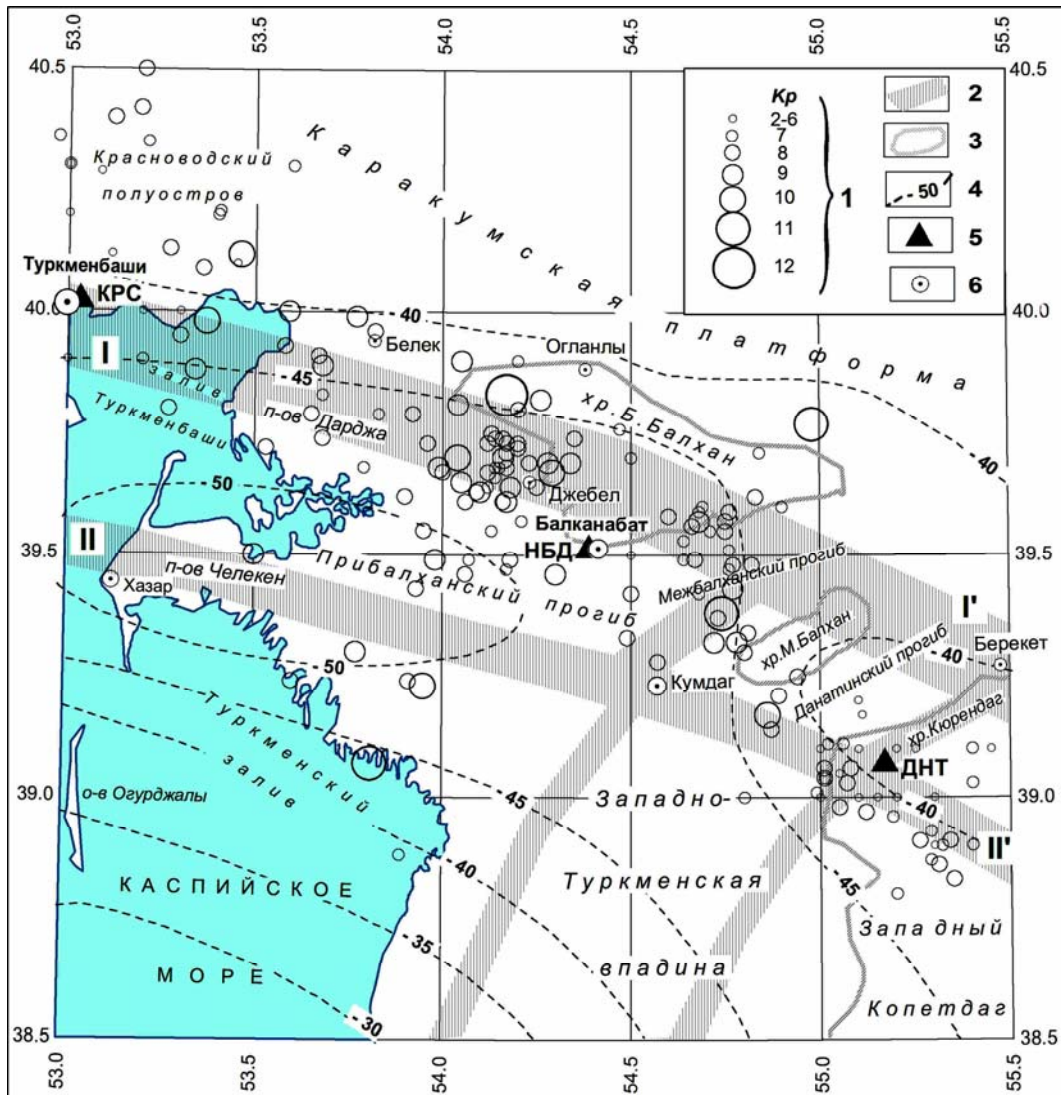 53.0
53.5
54.0
54.5
55.0
55.5
40.5
40.5
Кр
2-6
7
8
9
10
11
12
1
2
3
- 50
4
5
6
Каракумская
платформа
Красноводский
полуостров
Туркменбаши
КРС
40.0
40.0
- 40
Белек
Огланлы
I
- 45
залив
Туркменбаши
п-ов Дарджа
хр.Б.Балхан
- 40
- 50
Джебел
Балканабат
НБД
39.5
39.5
II
п-ов Челекен
Хазар
Прибалханский прогиб
Межбалханский прогиб
I'
хр.М.Балхан
- 40
Берекет
- 50
Кумдаг
Данатинский прогиб
Туркменский
залив
хр.Кюрендаг
ДНТ
39.0
39.0
о-в Огурджалы
- 45
Западно-
- 40
II'
- 40
Туркменская
- 45
КАСПИЙСКОЕ
Западный
- 35
впадина
МОРЕ
Копетдаг
- 30
38.5
38.5
53.0
53.5
54.0
54.5
55.0
55.5